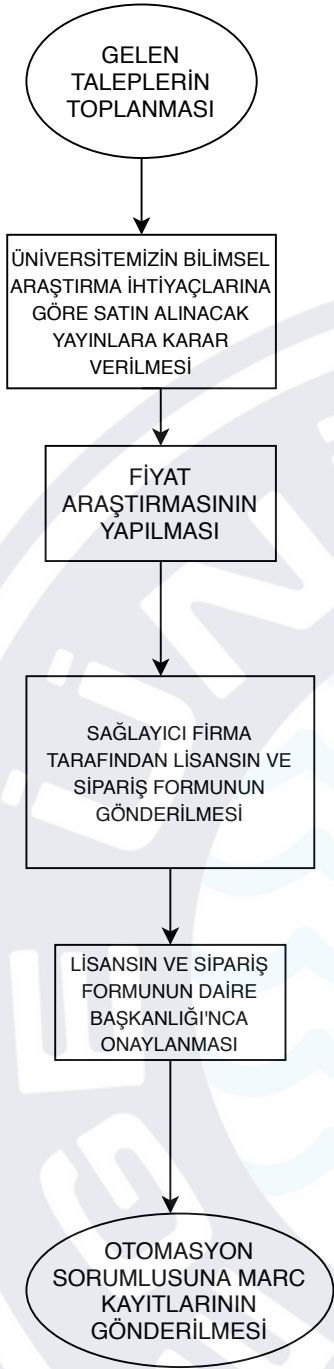 GELEN
TALEPLERİN
TOPLANMASI
ÜNİVERSİTEMİZİN BİLİMSEL
ARAŞTIRMA İHTİYAÇLARINA
GÖRE SATIN ALINACAK
YAYINLARA KARAR
VERİLMESİ
FİYAT
ARAŞTIRMASININ
YAPILMASI
SAĞLAYICI FİRMA
TARAFINDAN LİSANSIN VE
SİPARİŞ FORMUNUN
GÖNDERİLMESİ
LİSANSIN VE SİPARİŞ
FORMUNUN DAİRE
BAŞKANLIĞI'NCA
ONAYLANMASI
OTOMASYON
SORUMLUSUNA MARC
KAYITLARININ
GÖNDERİLMESİ